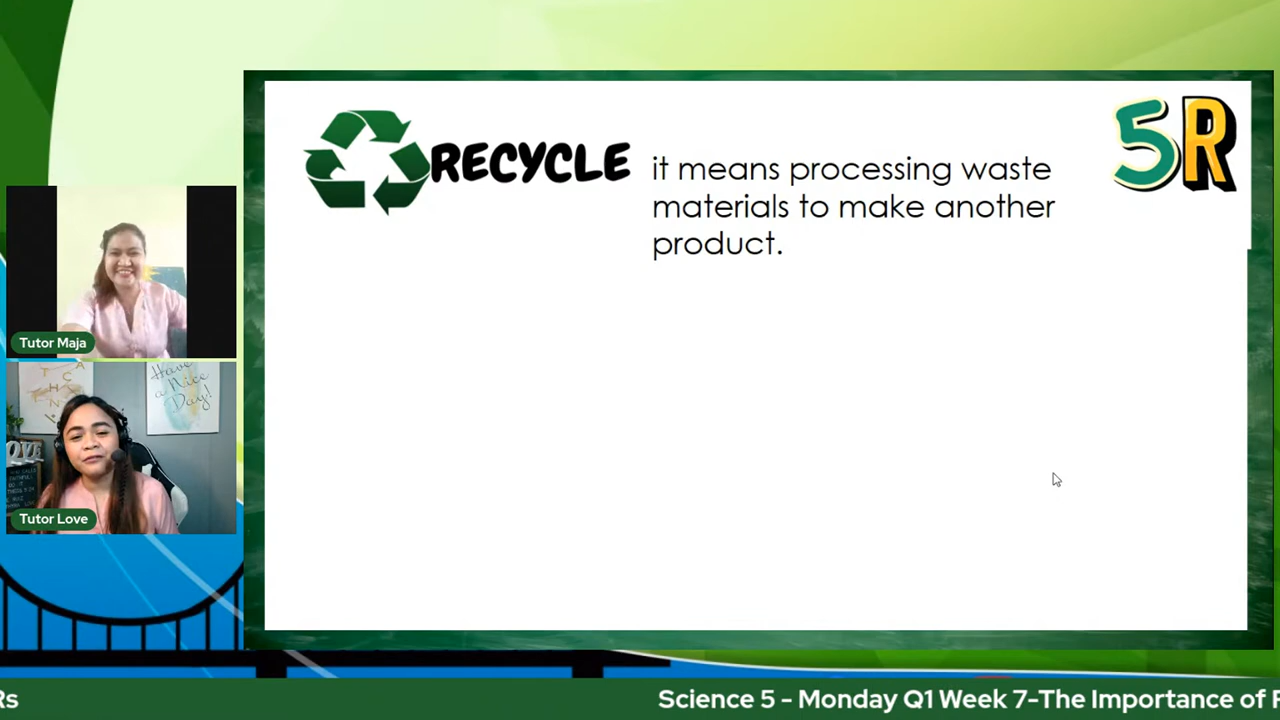 RECYCLE
it means processing waste
materials to make another
product.
5R
Tutor Maja
Have
a Nice
Day!
Tutor Love
Rs
Science 5 - Monday Q1 Week 7-The Importance of